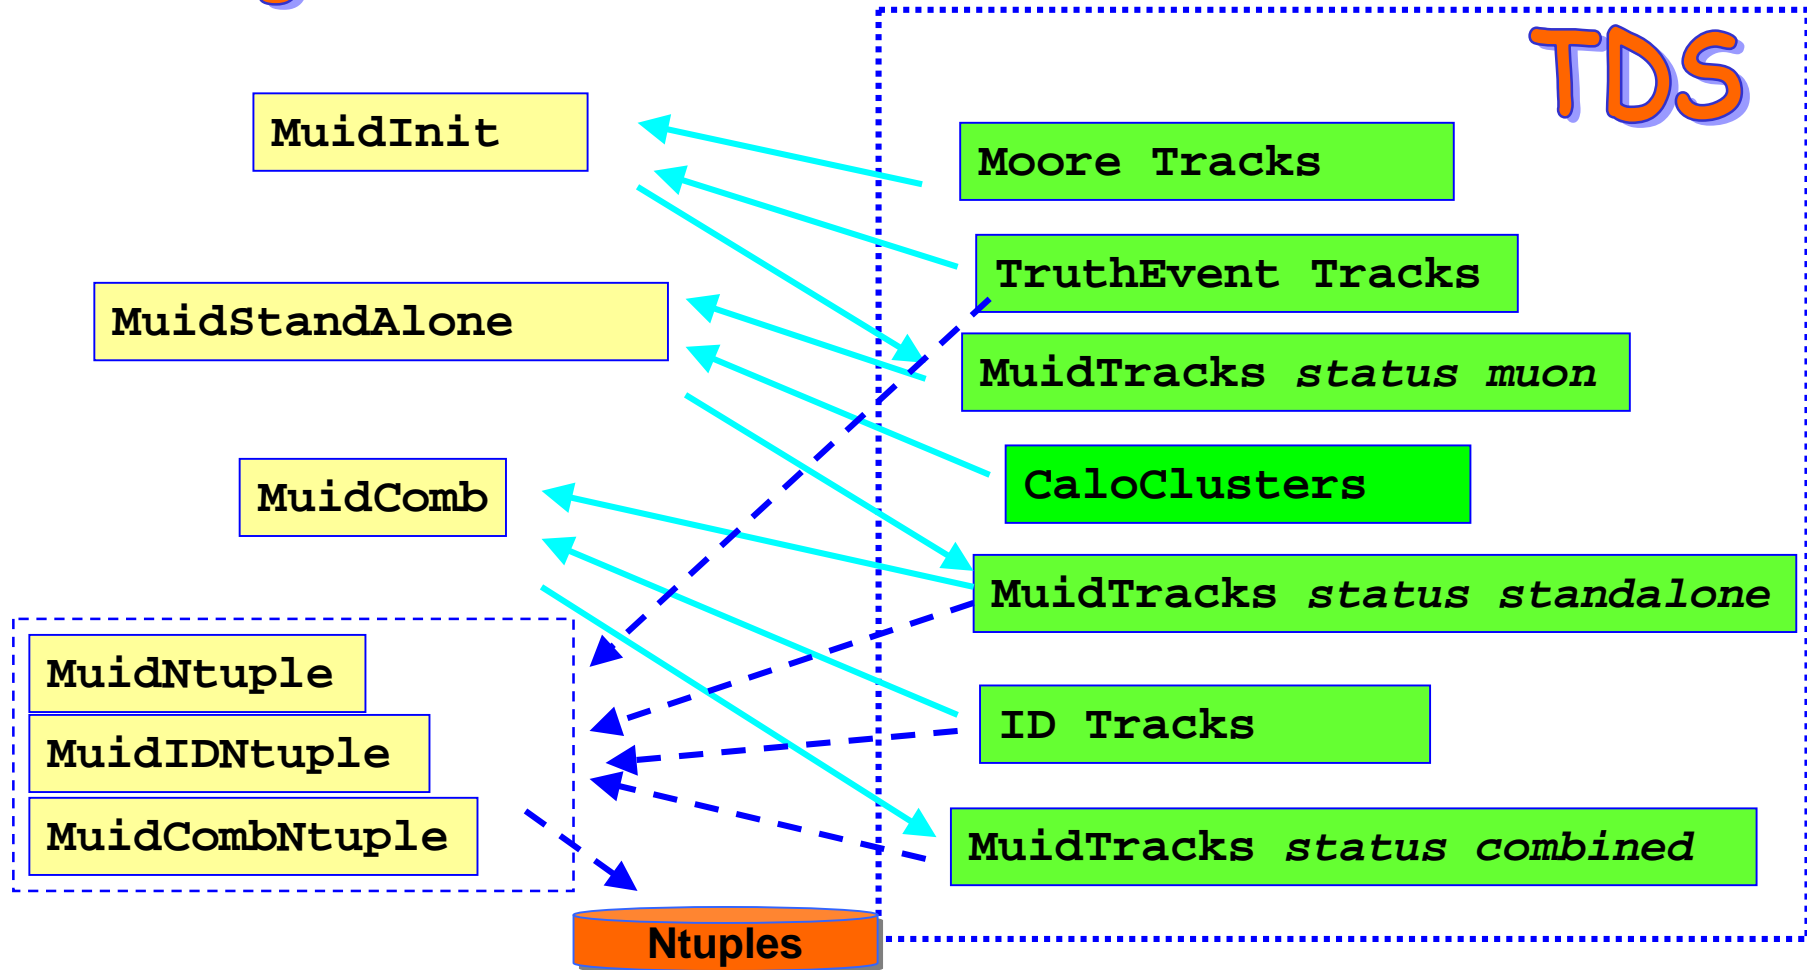 TDS
MuidInit
Moore Tracks
TruthEvent Tracks
MuidStandAlone
MuidTracks status muon
MuidComb
CaloClusters
MuidTracks status standalone
MuidNtuple
ID Tracks
MuidIDNtuple
MuidCombNtuple
MuidTracks status combined
Ntuples